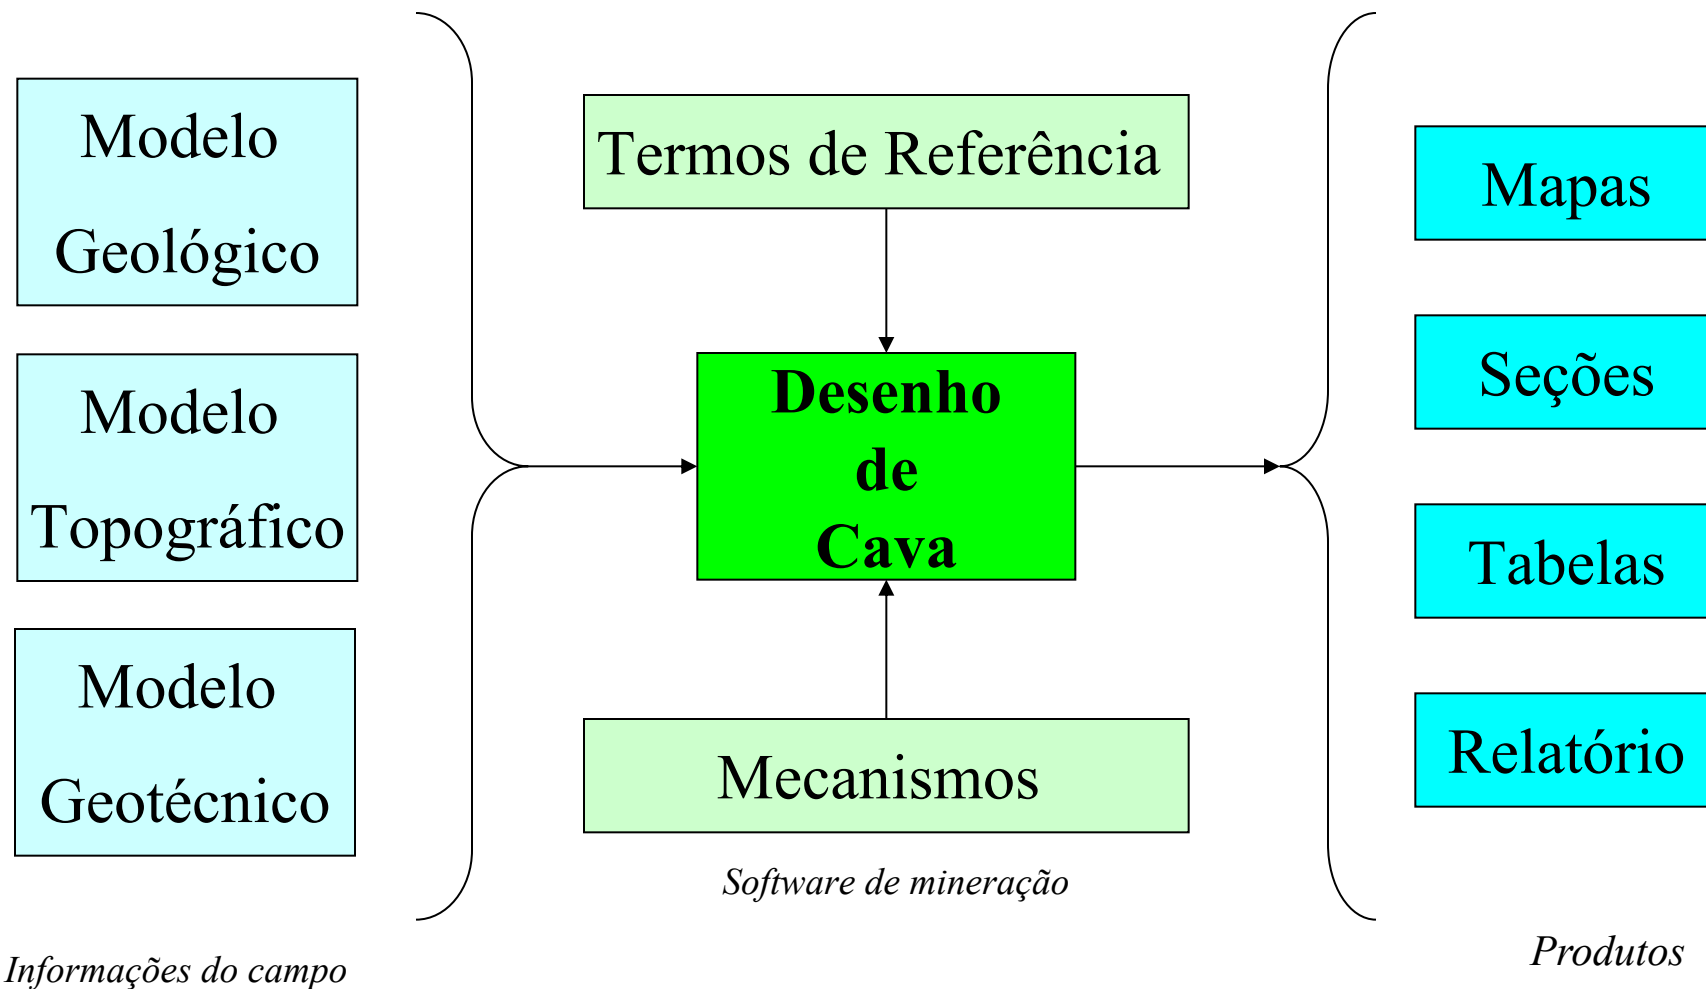 Modelo
Geológico
Modelo
Topográfico
Modelo
Geotécnico
Informações do campo
Termos de Referência
Desenho
de
Cava
Mecanismos
Software de mineração
Mapas
Seções
Tabelas
Relatório
Produtos